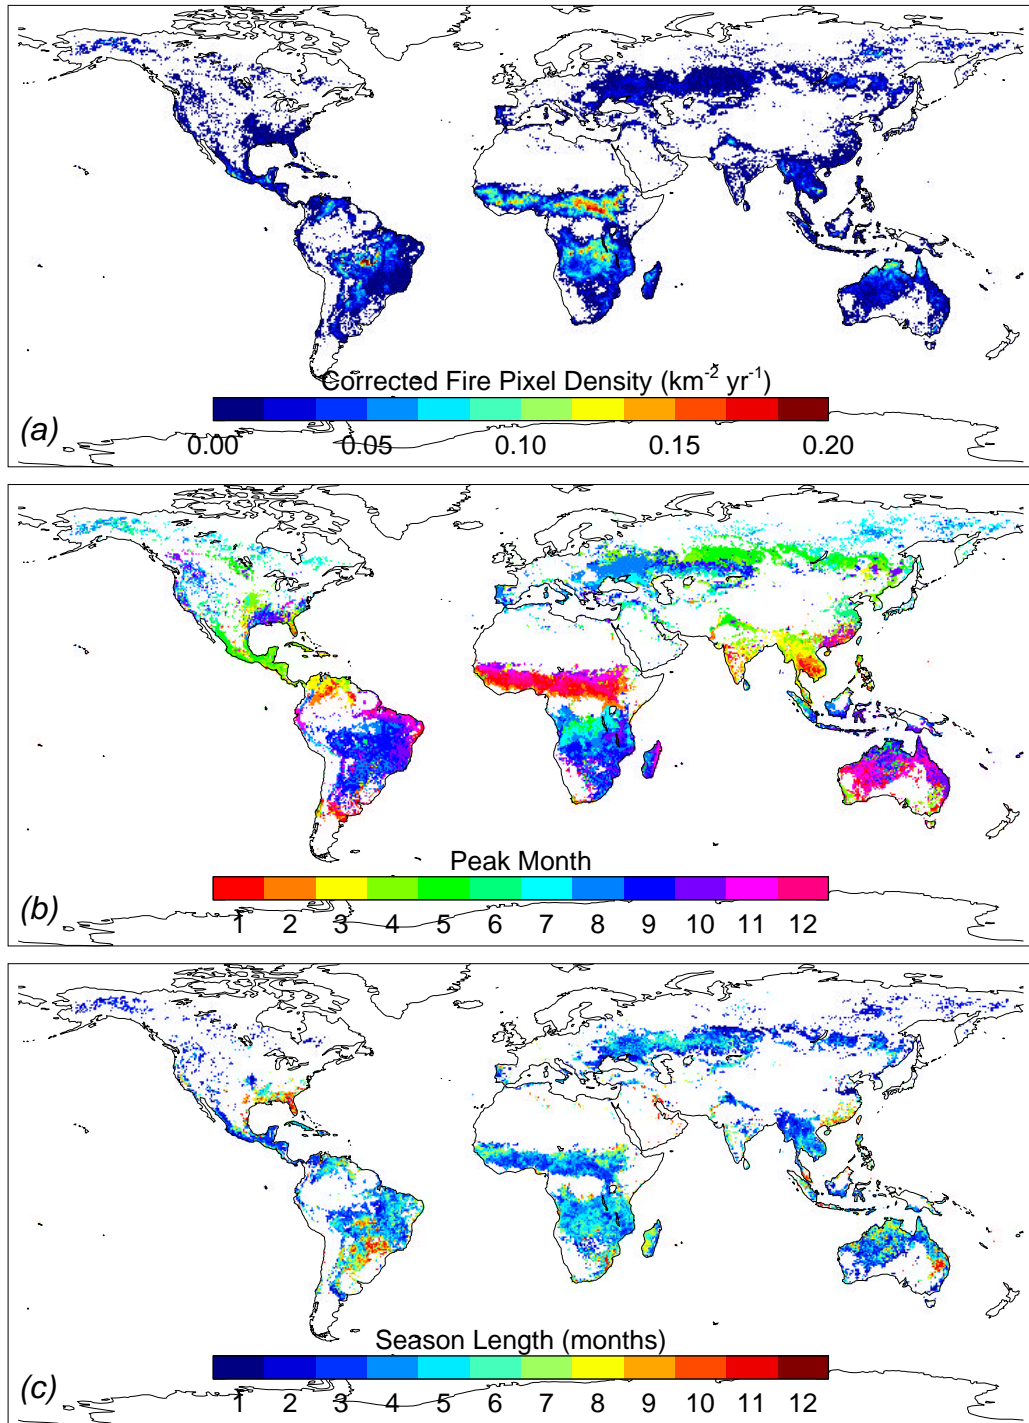 Corrected Fire Pixel Density (km⁻² yr⁻¹)
(a)
0.00 0.05 0.10 0.15 0.20
Peak Month
(b)
1 2 3 4 5 6 7 8 9 10 11 12
Season Length (months)
(c)
1 2 3 4 5 6 7 8 9 10 11 12